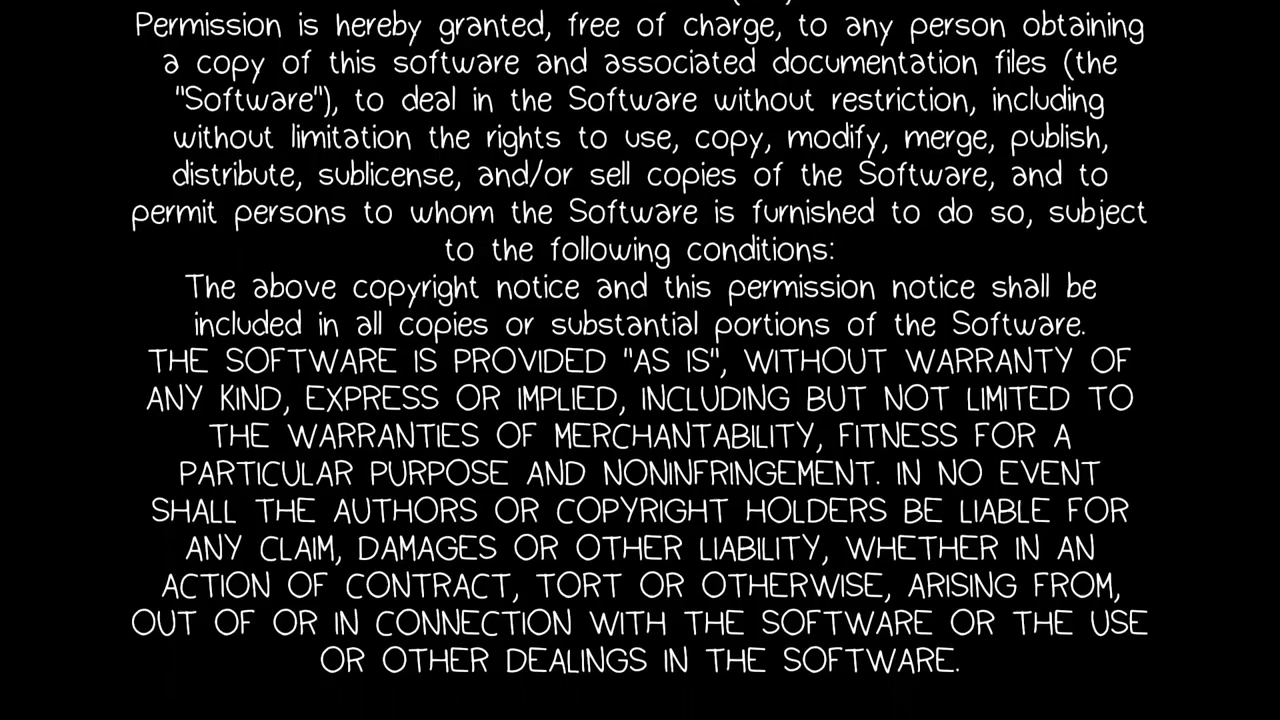 Permission is hereby granted, free of charge, to any person obtaining
a copy of this software and associated documentation files (the
"Software"), to deal in the Software without restriction, including
without limitation the rights to use, copy, modify, merge, publish,
distribute, sublicense, and/or sell copies of the Software, and to
permit persons to whom the Software is furnished to do so, subject
to the following conditions:
The above copyright notice and this permission notice shall be
included in all copies or substantial portions of the Software.
THE SOFTWARE IS PROVIDED "AS IS", WITHOUT WARRANTY OF
ANY KIND, EXPRESS OR IMPLIED, INCLUDING BUT NOT LIMITED TO
THE WARRANTIES OF MERCHANTABILITY, FITNESS FOR A
PARTICULAR PURPOSE AND NONINFRINGEMENT. IN NO EVENT
SHALL THE AUTHORS OR COPYRIGHT HOLDERS BE LIABLE FOR
ANY CLAIM, DAMAGES OR OTHER LIABILITY, WHETHER IN AN
ACTION OF CONTRACT, TORT OR OTHERWISE, ARISING FROM,
OUT OF OR IN CONNECTION WITH THE SOFTWARE OR THE USE
OR OTHER DEALINGS IN THE SOFTWARE.